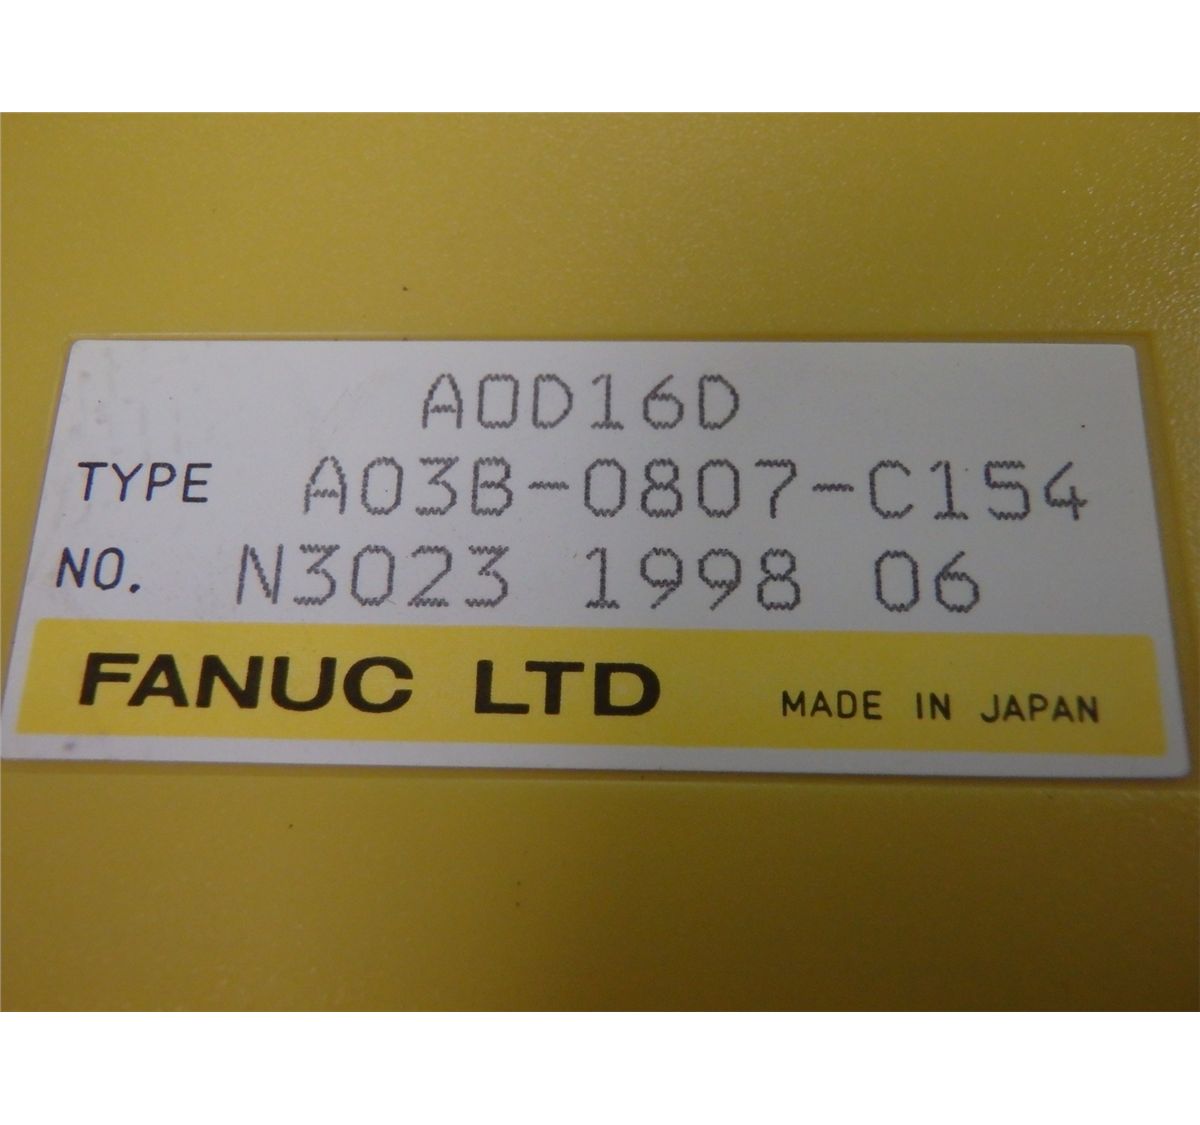 AOD16D
TYPE A03B-0807-C154
NO. N3023 1998 06
FANUC LTD MADE IN JAPAN